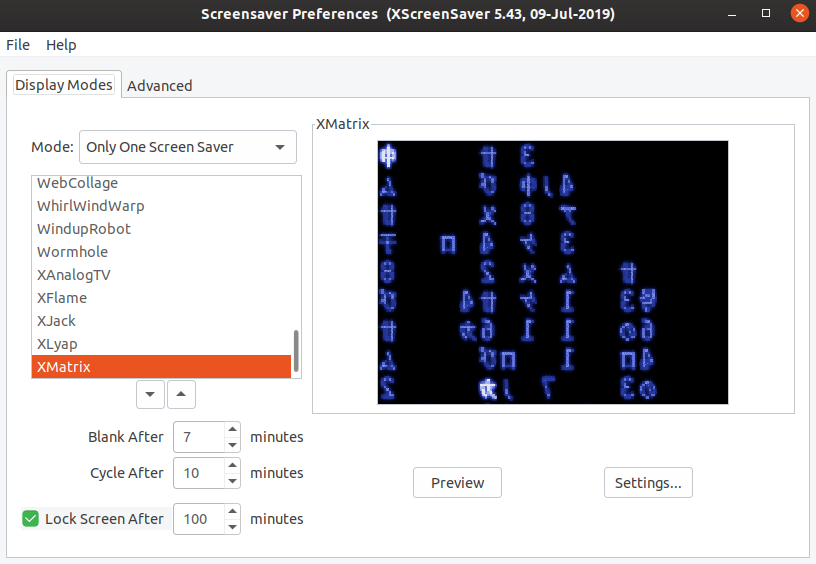 Screensaver Preferences (XScreenSaver 5.43, 09-Jul-2019)
File Help
Display Modes Advanced
Mode: Only One Screen Saver
WebCollage
WhirlWindWarp
WindupRobot
Wormhole
XAnalogTV
XFlame
XJack
XLyap
XMatrix
Blank After 7 minutes
Cycle After 10 minutes
Lock Screen After 100 minutes
XMatrix
Preview Settings...